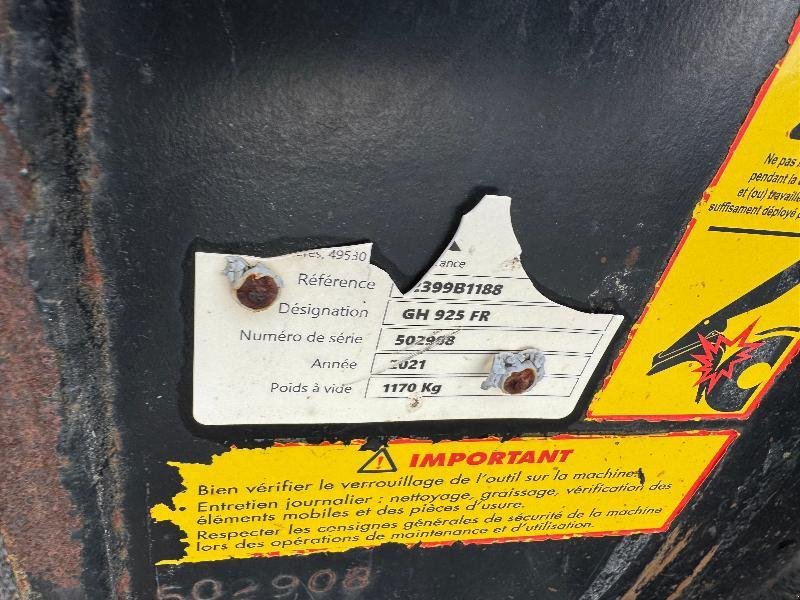 49530
Référence 399B1188
Désignation GH 925 FR
Numéro de série
Année 2021
Poids à vide 1170 Kg
Ne pas
pendant la
et (ou) travaille
suffisament déployé
IMPORTANT
Bien vérifier le verrouillage de l'outil sur la machine.
Entretien journalier : nettoyage, graissage, vérification des
éléments mobiles et des pièces d'usure.
Respecter les consignes générales de sécurité de la machine
lors des opérations de maintenance et d'utilisation.